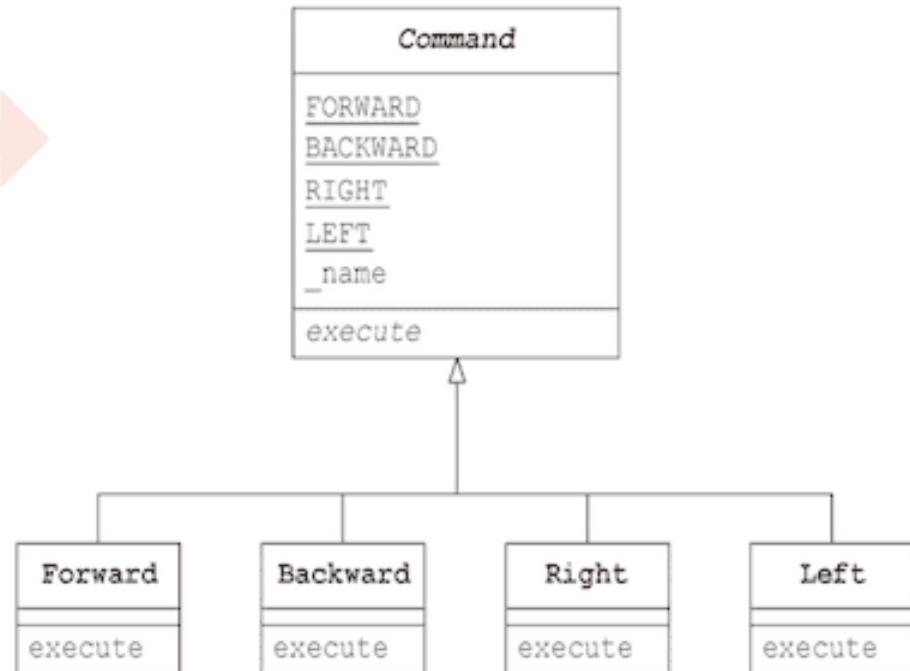 Command
FORWARD
BACKWARD
RIGHT
LEFT
_name
execute
Forward
Backward
Right
Left
execute
execute
execute
execute